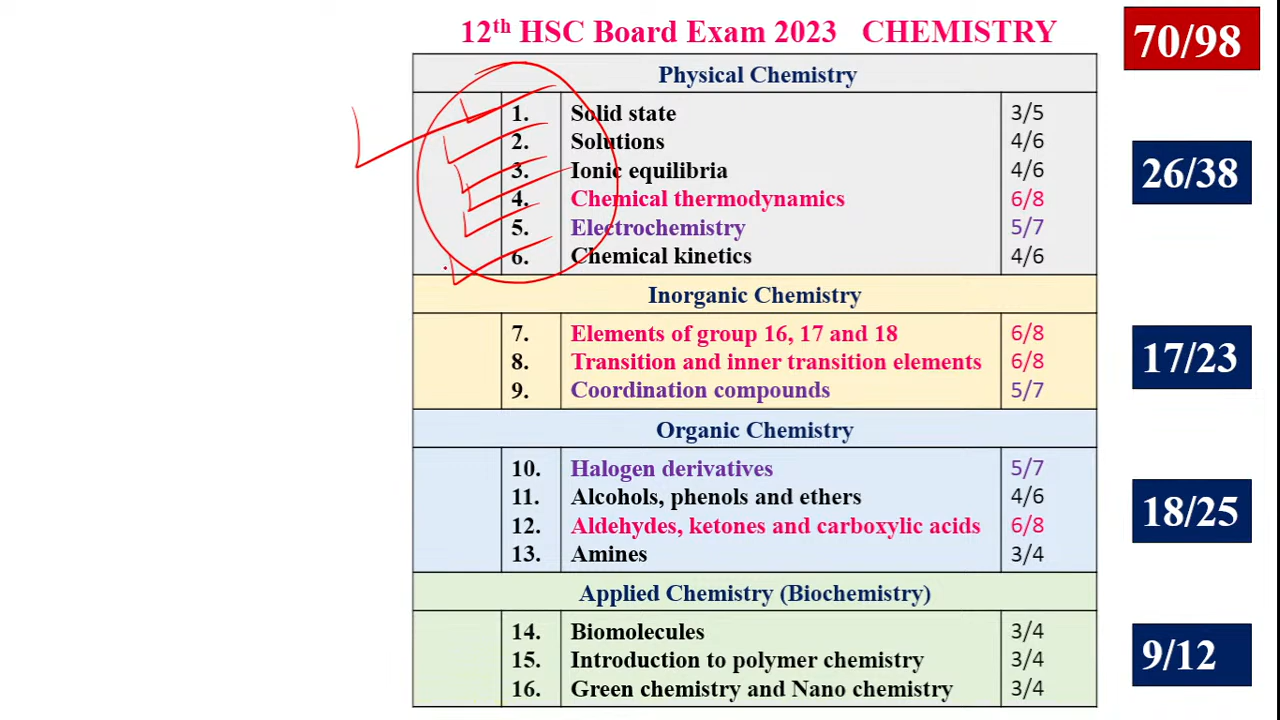 12th HSC Board Exam 2023 CHEMISTRY
70/98
Physical Chemistry
1. Solid state 3/5
2. Solutions 4/6
3. Ionic equilibria 4/6
4. Chemical thermodynamics 6/8
5. Electrochemistry 5/7
6. Chemical kinetics 4/6
26/38
Inorganic Chemistry
7. Elements of group 16, 17 and 18 6/8
8. Transition and inner transition elements 6/8
9. Coordination compounds 5/7
17/23
Organic Chemistry
10. Halogen derivatives 5/7
11. Alcohols, phenols and ethers 4/6
12. Aldehydes, ketones and carboxylic acids 6/8
13. Amines 3/4
18/25
Applied Chemistry (Biochemistry)
14. Biomolecules 3/4
15. Introduction to polymer chemistry 3/4
16. Green chemistry and Nano chemistry 3/4
9/12